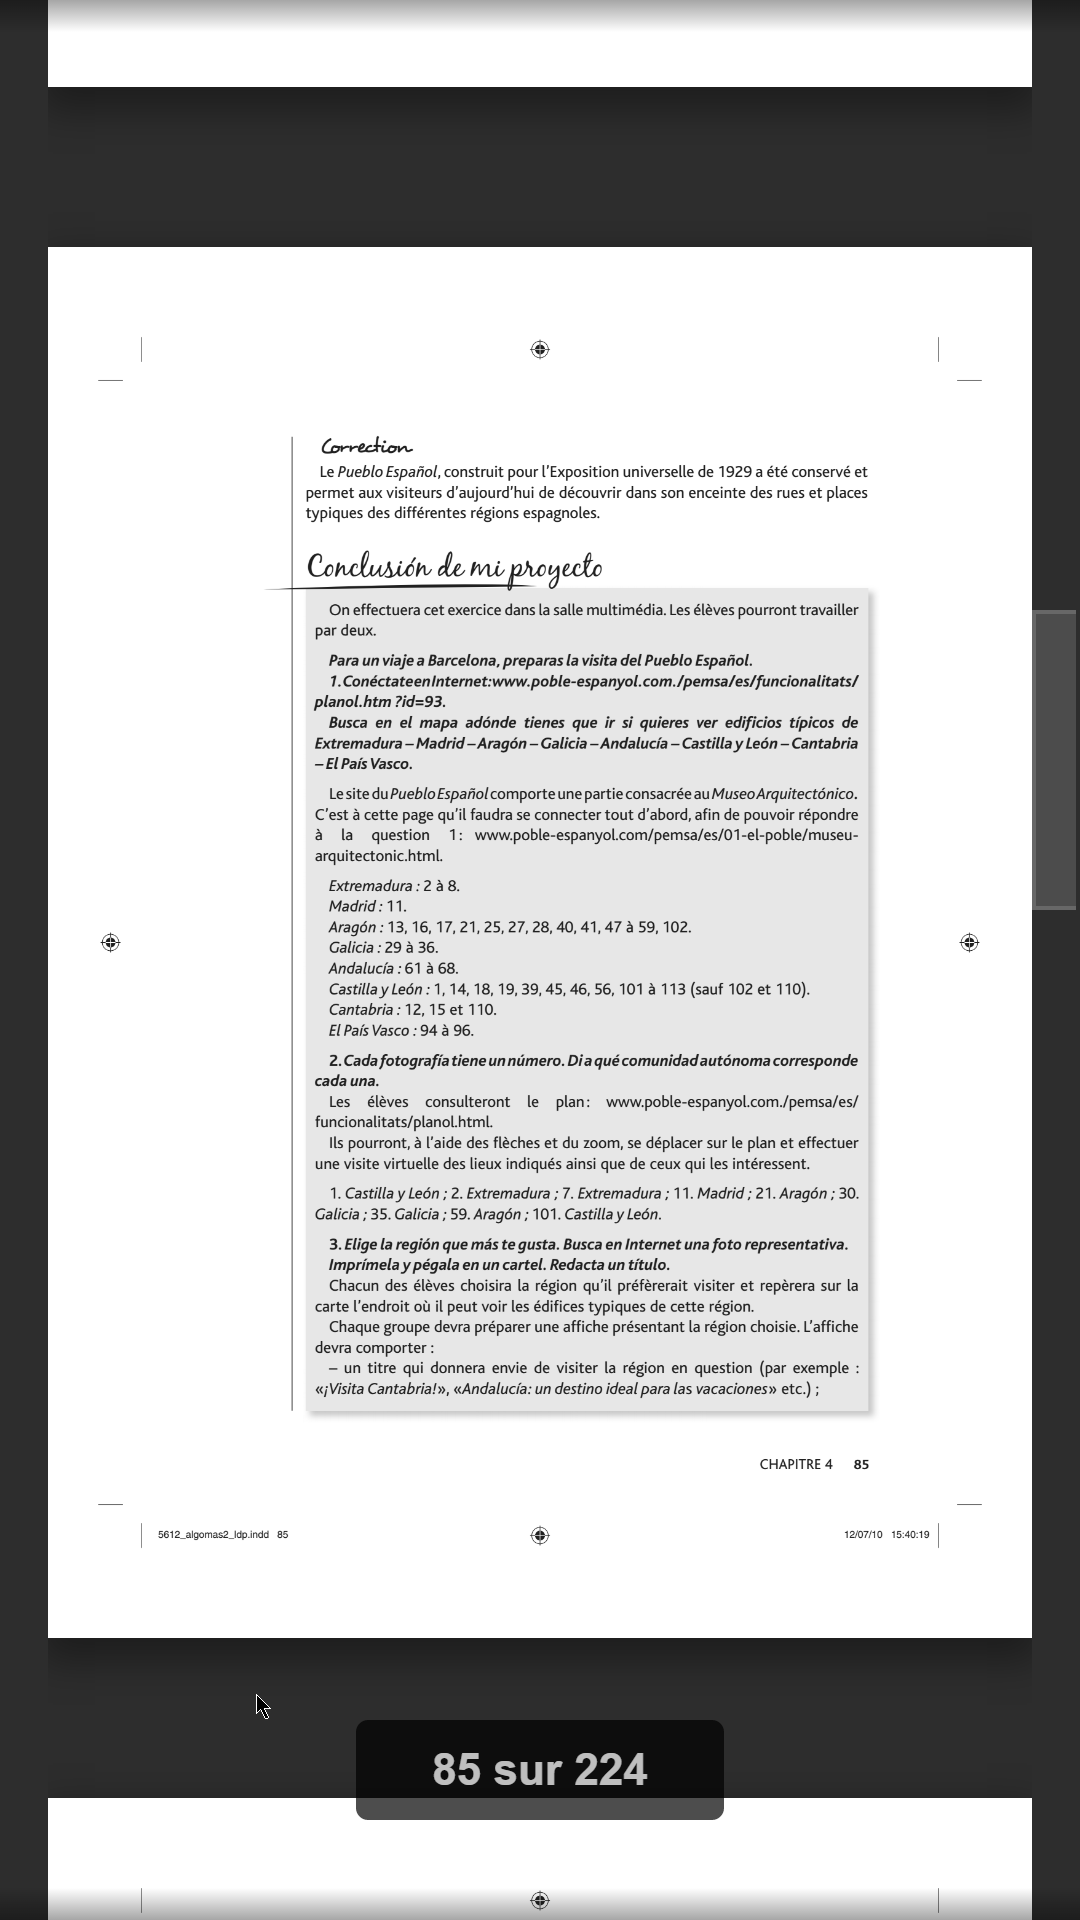 Correction
Le Pueblo Español, construit pour l'Exposition universelle de 1929 a été conservé et
permet aux visiteurs d'aujourd'hui de découvrir dans son enceinte des rues et places
typiques des différentes régions espagnoles.
Conclusión de mi proyecto
On effectuera cet exercice dans la salle multimédia. Les élèves pourront travailler
par deux.
Para un viaje a Barcelona, preparas la visita del Pueblo Español.
1. Conéctate en Internet: www.poble-espanyol.com./pemsa/es/funcionalitats/
planol.htm ?id=93.
Busca en el mapa adónde tienes que ir si quieres ver edificios típicos de
Extremadura – Madrid – Aragón – Galicia – Andalucía – Castilla y León – Cantabria
– El País Vasco.
Le site du Pueblo Español comporte une partie consacrée au Museo Arquitectónico.
C'est à cette page qu'il faudra se connecter tout d'abord, afin de pouvoir répondre
à la question 1 : www.poble-espanyol.com/pemsa/es/01-el-poble/museu-
arquitectonic.html.
Extremadura : 2 à 8.
Madrid : 11.
Aragón : 13, 16, 17, 21, 25, 27, 28, 40, 41, 47 à 59, 102.
Galicia : 29 à 36.
Andalucía : 61 à 68.
Castilla y León : 1, 14, 18, 19, 39, 45, 46, 56, 101 à 113 (sauf 102 et 110).
Cantabria : 12, 15 et 110.
El País Vasco : 94 à 96.
2. Cada fotografía tiene un número. Di a qué comunidad autónoma corresponde
cada una.
Les élèves consulteront le plan : www.poble-espanyol.com./pemsa/es/
funcionalitats/planol.html.
Ils pourront, à l'aide des flèches et du zoom, se déplacer sur le plan et effectuer
une visite virtuelle des lieux indiqués ainsi que de ceux qui les intéressent.
1. Castilla y León ; 2. Extremadura ; 7. Extremadura ; 11. Madrid ; 21. Aragón ; 30.
Galicia ; 35. Galicia ; 59. Aragón ; 101. Castilla y León.
3. Elige la región que más te gusta. Busca en Internet una foto representativa.
Imprímela y pégala en un cartel. Redacta un título.
Chacun des élèves choisira la région qu'il préfèrerait visiter et repèrera sur la
carte l'endroit où il peut voir les édifices typiques de cette région.
Chaque groupe devra préparer une affiche présentant la région choisie. L'affiche
devra comporter :
– un titre qui donnera envie de visiter la région en question (par exemple :
«¡Visita Cantabria!», «Andalucía: un destino ideal para las vacaciones» etc.) ;
CHAPITRE 4 85
5612_algomas2_ldp.indd 85
12/07/10 15:40:19
85 sur 224